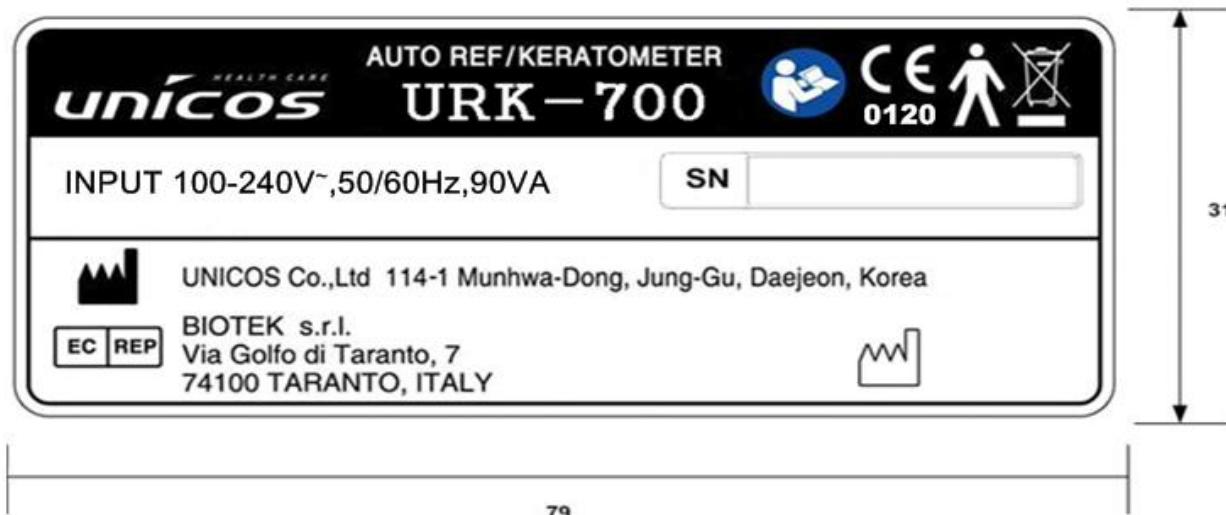 AUTO REF/KERATOMETER
HEALTH CARE
unicos
URK-700
CE
0120
INPUT 100-240V~,50/60Hz,90VA
SN
31
UNICOS Co.,Ltd 114-1 Munhwa-Dong, Jung-Gu, Daejeon, Korea
EC REP
BIOTEK s.r.l.
Via Golfo di Taranto, 7
74100 TARANTO, ITALY
79